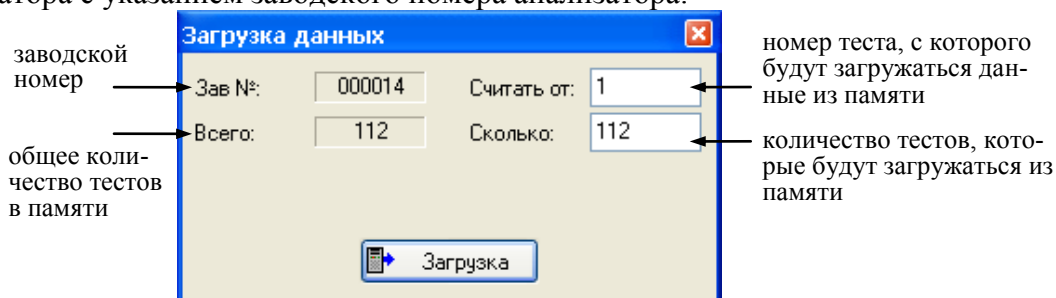 атора с указанием заводского номера анализатора.
заводской
номер
общее коли-
чество тестов
в памяти
Загрузка данных
Зав №: 000014 Считать от: 1
Всего: 112 Сколько: 112
Загрузка
номер теста, с которого
будут загружаться дан-
ные из памяти
количество тестов, кото-
рые будут загружаться из
памяти